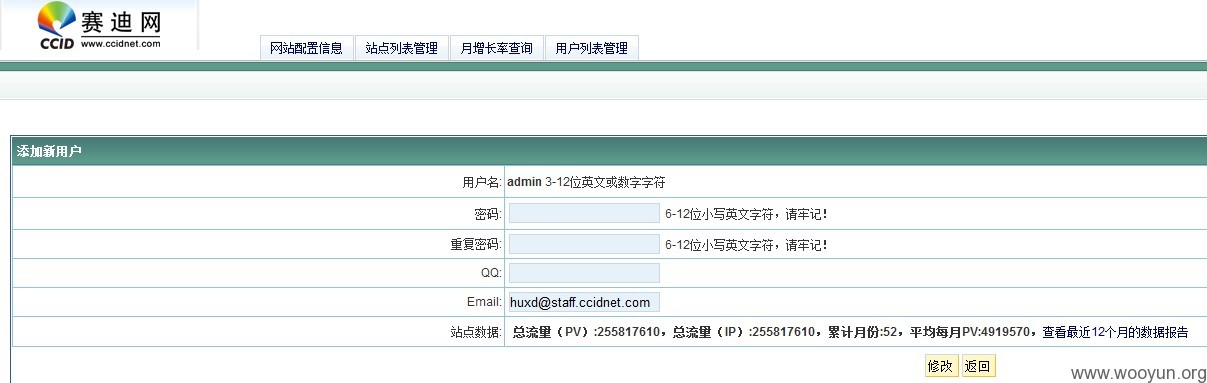 赛迪网
CCID www.ccidnet.com
网站配置信息 站点列表管理 月增长率查询 用户列表管理
添加新用户
用户名: admin 3-12位英文或数字字符
密码: 6-12位小写英文字符，请牢记！
重复密码: 6-12位小写英文字符，请牢记！
QQ:
Email: huxd@staff.ccidnet.com
站点数据: 总流量（PV）:255817610，总流量（IP）:255817610，累计月份:52，平均每月PV:4919570，查看最近12个月的数据报告
修改 返回
www.wooyun.org